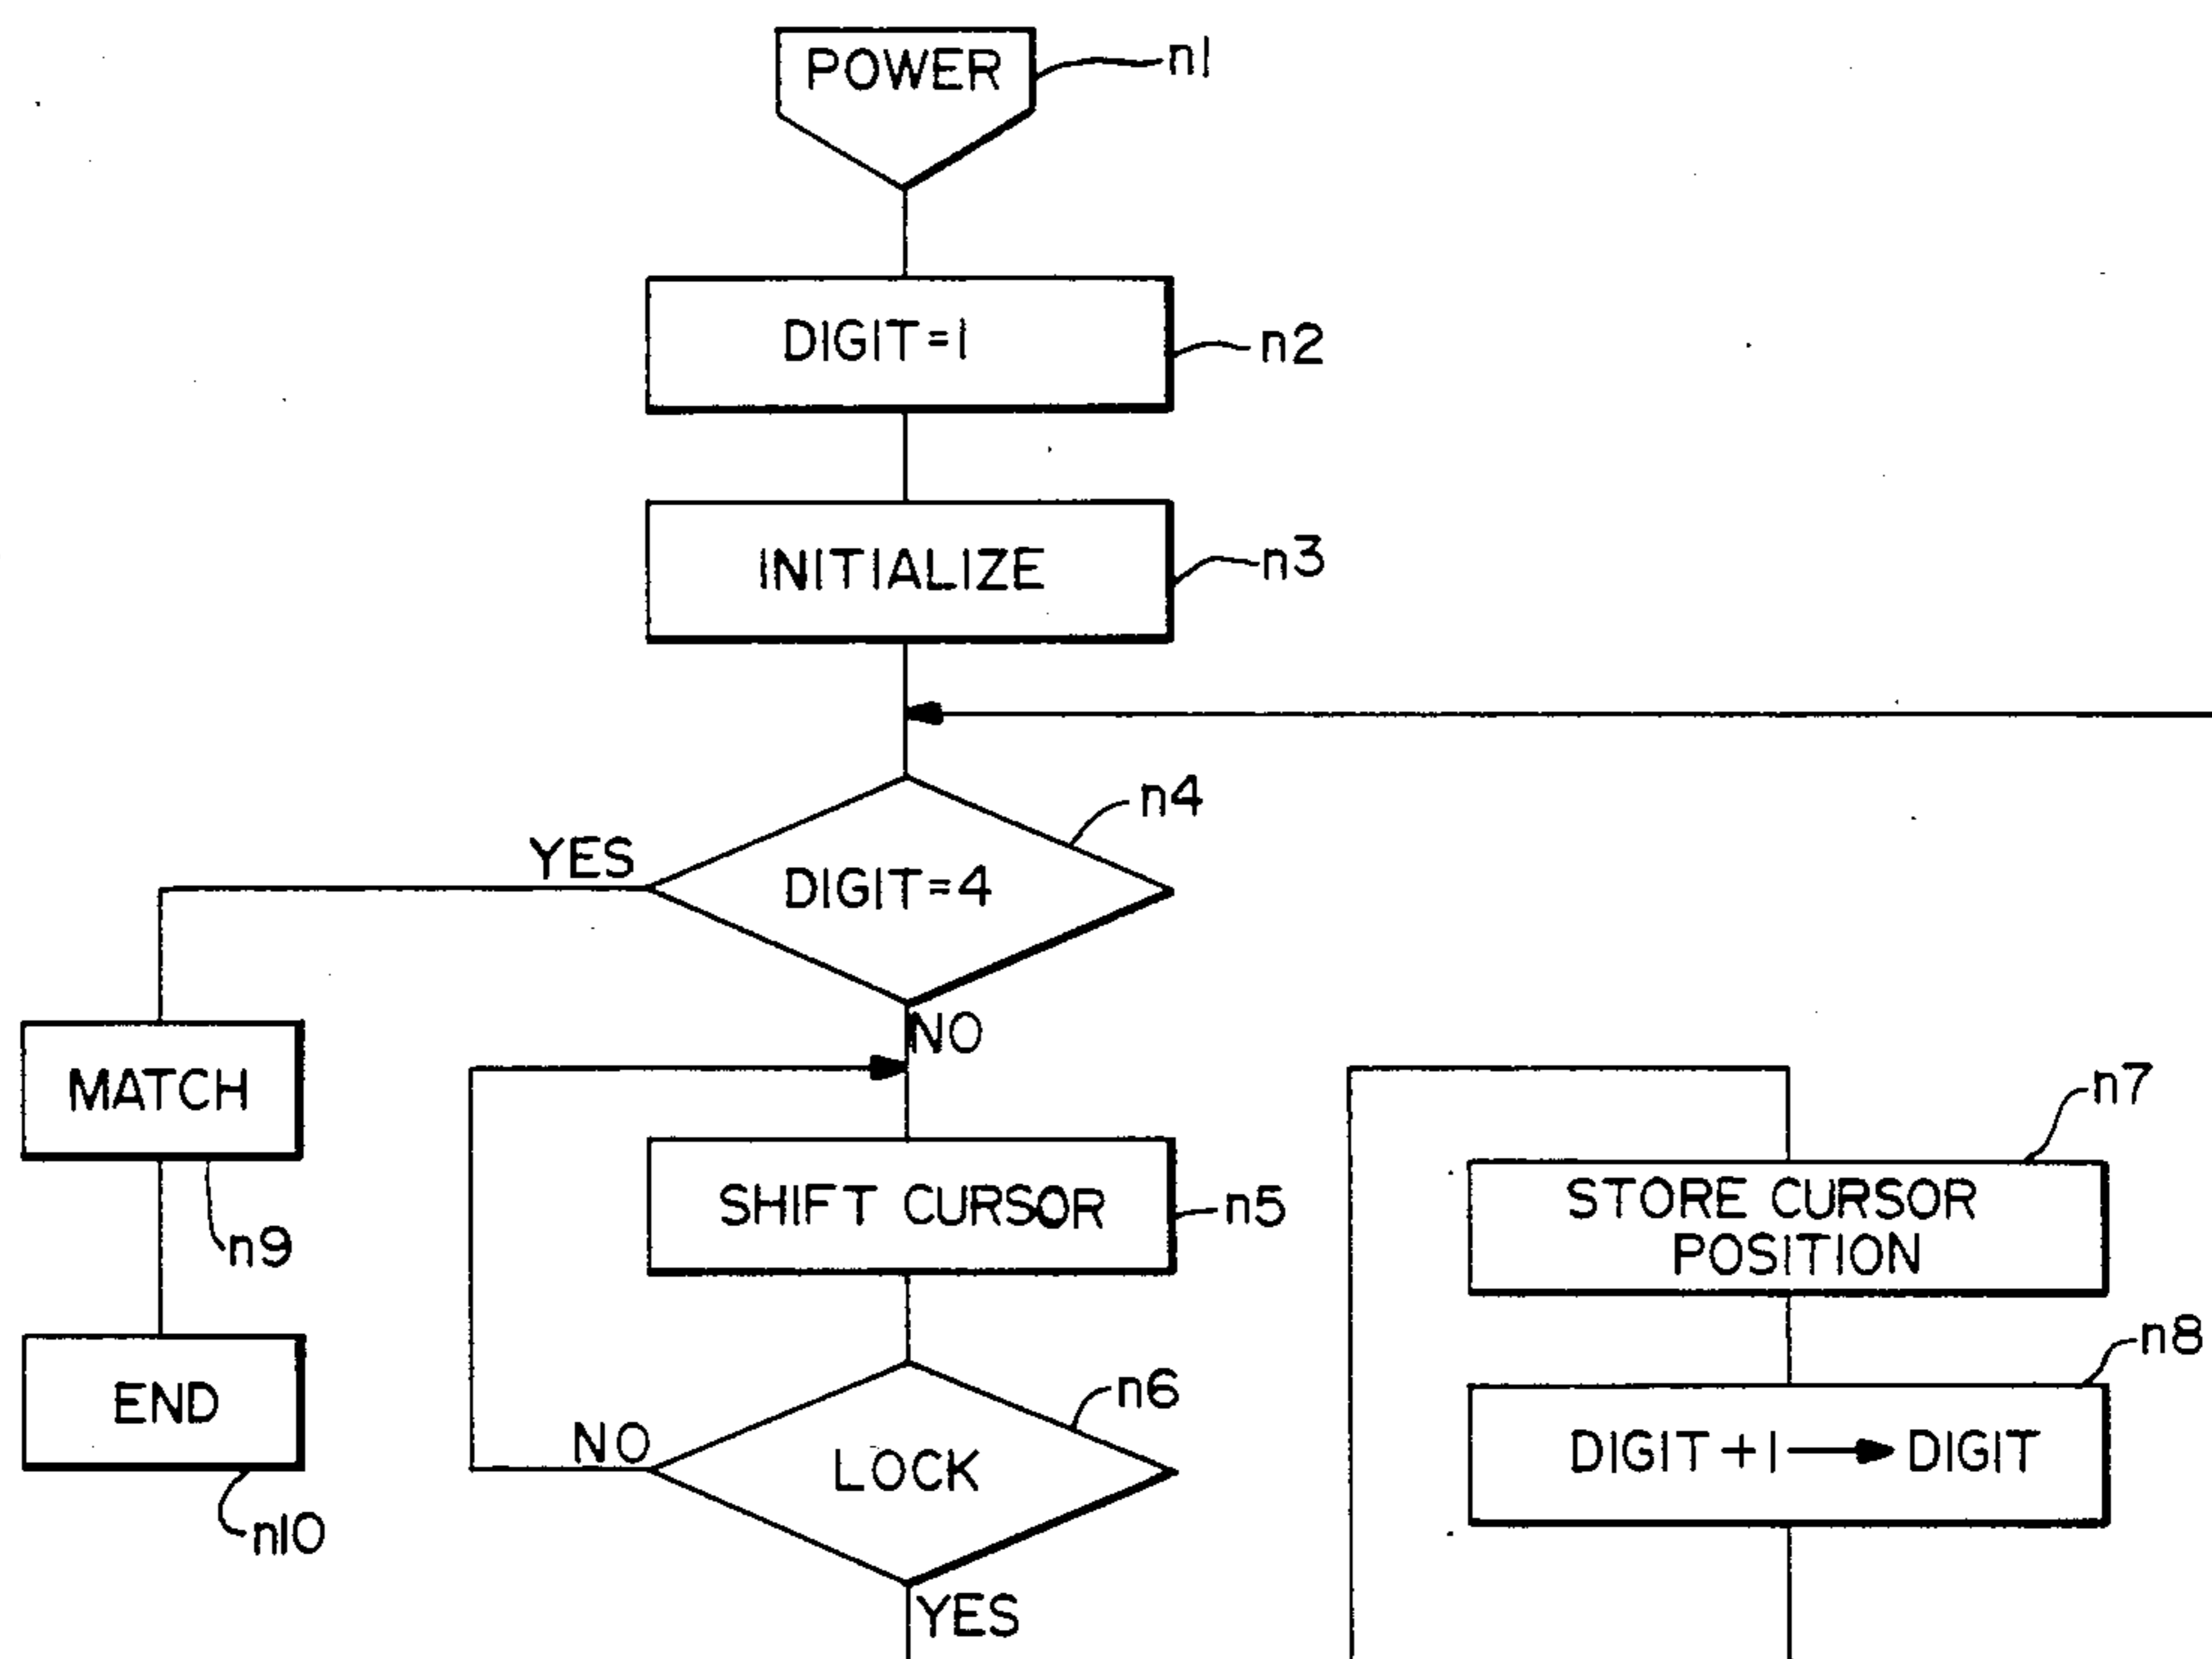 POWER
n1
DIGIT=1
n2
INITIALIZE
n3
n4
YES
DIGIT=4
NO
MATCH
n9
END
n10
SHIFT CURSOR
n5
n6
NO
LOCK
YES
n7
STORE CURSOR
POSITION
n8
DIGIT+1→DIGIT